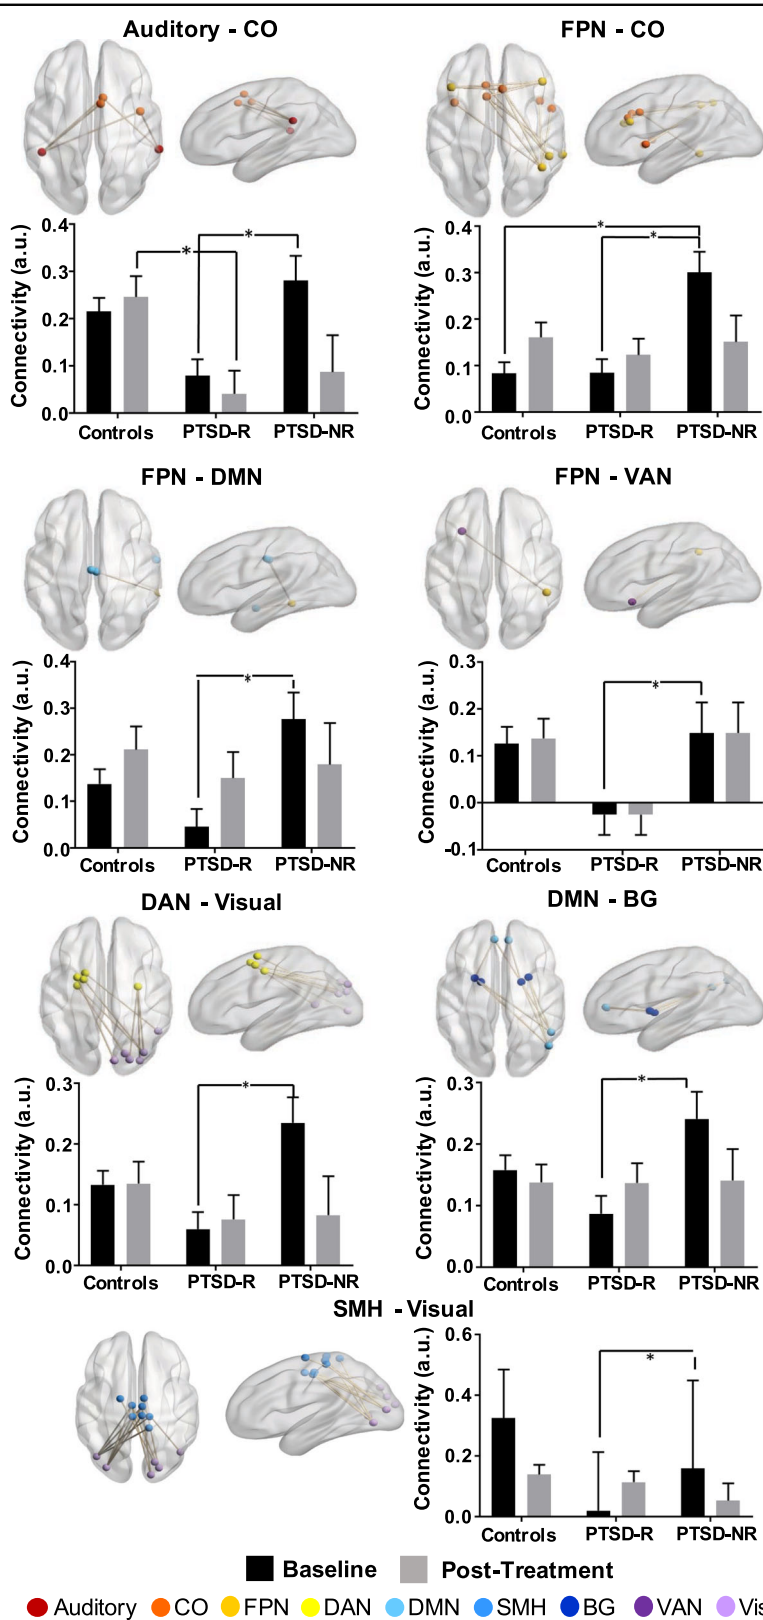 Auditory - CO
FPN - CO
Connectivity (a.u.)
0.4
0.3
0.2
0.1
0.0
*
*
Controls
PTSD-R
PTSD-NR
Connectivity (a.u.)
0.4
0.3
0.2
0.1
0.0
*
*
Controls
PTSD-R
PTSD-NR
FPN - DMN
FPN - VAN
Connectivity (a.u.)
0.4
0.3
0.2
0.1
0.0
*
Controls
PTSD-R
PTSD-NR
Connectivity (a.u.)
0.3
0.2
0.1
0.0
-0.1
*
Controls
PTSD-R
PTSD-NR
DAN - Visual
DMN - BG
Connectivity (a.u.)
0.3
0.2
0.1
0.0
*
Controls
PTSD-R
PTSD-NR
Connectivity (a.u.)
0.3
0.2
0.1
0.0
*
Controls
PTSD-R
PTSD-NR
SMH - Visual
Connectivity (a.u.)
0.6
0.4
0.2
0.0
*
Controls
PTSD-R
PTSD-NR
Baseline
Post-Treatment
Auditory CO FPN DAN DMN SMH BG VAN Vis